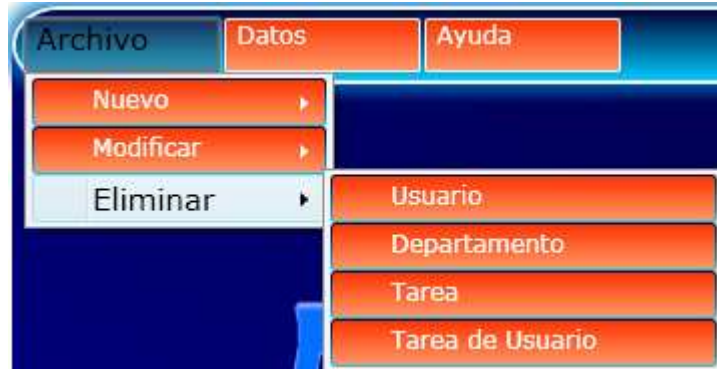 Archivo Datos Ayuda
Nuevo
Modificar
Eliminar
Usuario
Departamento
Tarea
Tarea de Usuario